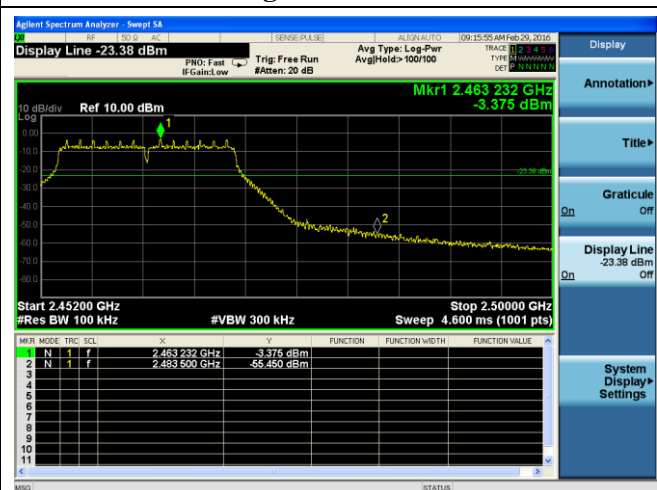 Agilent Spectrum Analyzer - Swept SA
RF 50 Ω AC SENSE:PULSE ALIGN AUTO 09:15:55 AM Feb 29, 2016
Display Line -23.38 dBm
PNO: Fast
IFGain:Low
Trig: Free Run
#Atten: 20 dB
Avg Type: Log-Pwr
Avg|Hold:>100/100
TRACE 1 2 3 4 5 6
TYPE M
DET P N N N N N
Mkr1 2.463 232 GHz
-3.375 dBm
10 dB/div Ref 10.00 dBm
Log
0.00
-10.0
-20.0
-30.0
-40.0
-50.0
-60.0
-70.0
-80.0
1
2
-23.38 dBm
Start 2.45200 GHz Stop 2.50000 GHz
#Res BW 100 kHz #VBW 300 kHz Sweep 4.600 ms (1001 pts)
MKR MODE TRC SCL X Y FUNCTION FUNCTION WIDTH FUNCTION VALUE
1 N 1 f 2.463 232 GHz -3.375 dBm
2 N 1 f 2.483 500 GHz -55.450 dBm
3
4
5
6
7
8
9
10
11
MSG STATUS
Display
Annotation
Title
Graticule
On Off
Display Line
-23.38 dBm
On Off
System
Display
Settings